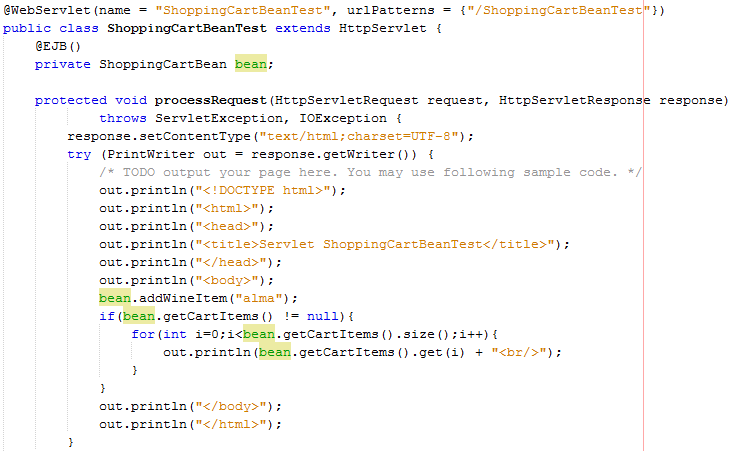 @WebServlet(name = "ShoppingCartBeanTest", urlPatterns = {"/ShoppingCartBeanTest"})
public class ShoppingCartBeanTest extends HttpServlet {
    @EJB()
    private ShoppingCartBean bean;

    protected void processRequest(HttpServletRequest request, HttpServletResponse response)
            throws ServletException, IOException {
        response.setContentType("text/html;charset=UTF-8");
        try (PrintWriter out = response.getWriter()) {
            /* TODO output your page here. You may use following sample code. */
            out.println("<!DOCTYPE html>");
            out.println("<html>");
            out.println("<head>");
            out.println("<title>Servlet ShoppingCartBeanTest</title>");
            out.println("</head>");
            out.println("<body>");
            bean.addWineItem("alma");
            if(bean.getCartItems() != null){
                for(int i=0;i<bean.getCartItems().size();i++){
                    out.println(bean.getCartItems().get(i) + "<br/>");
                }
            }
            out.println("</body>");
            out.println("</html>");
        }